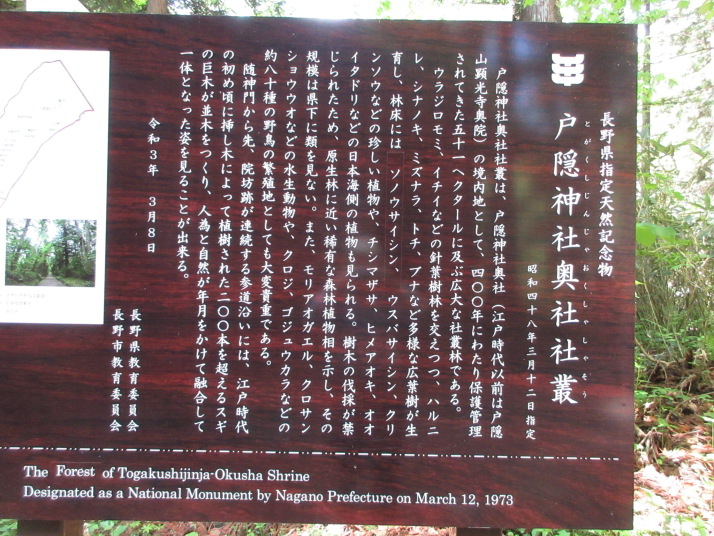 長野県指定天然記念物
戸隠神社奥社社叢
とがくしじんじゃおくしゃしゃそう
昭和四十八年三月十二日指定
戸隠神社奥社社叢は、戸隠神社奥社（江戸時代以前は戸隠
山顕光寺奥院）の境内地として、四〇〇年にわたり保護管理
されてきた五十一ヘクタールに及ぶ広大な社叢林である。
ウラジロモミ、イチイなどの針葉樹林を交えつつ、ハルニ
レ、シナノキ、ミズナラ、トチ、ブナなど多様な広葉樹が生
育し、林床には ソノウサイシン、 ウスバサイシン、クリ
ンソウなどの珍しい植物や、チシマザサ、ヒメアオキ、オオ
イタドリなどの日本海側の植物も見られる。樹木の伐採が禁
じられたため、原生林に近い稀有な森林植物相を示し、その
規模は県下に類を見ない。また、モリアオガエル、クロサン
ショウウオなどの水生動物や、クロジ、ゴジュウカラなどの
約八十種の野鳥の繁殖地としても大変貴重である。
随神門から先、院坊跡が連続する参道沿いには、江戸時代
の初め頃に挿し木によって植樹された二〇〇本を超えるスギ
の巨木が並木をつくり、人為と自然が年月をかけて融合して
一体となった姿を見ることが出来る。
令和３年 ３月８日
長野県教育委員会
長野市教育委員会
The Forest of Togakushijinja-Okusha Shrine
Designated as a National Monument by Nagano Prefecture on March 12, 1973